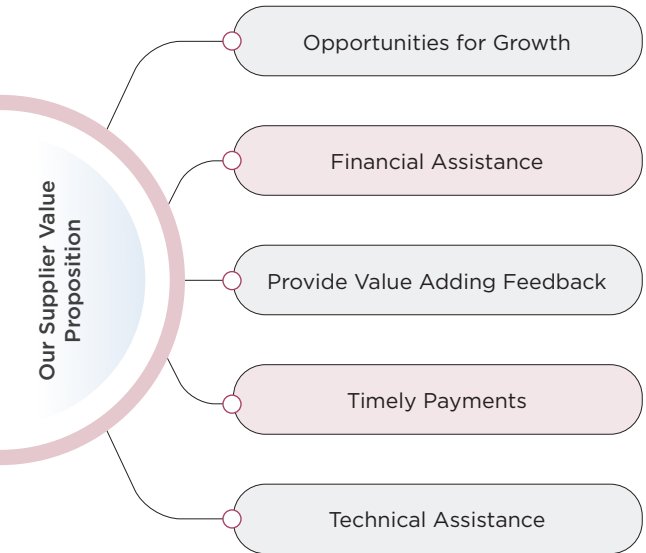 Our Supplier Value
Proposition
Opportunities for Growth
Financial Assistance
Provide Value Adding Feedback
Timely Payments
Technical Assistance